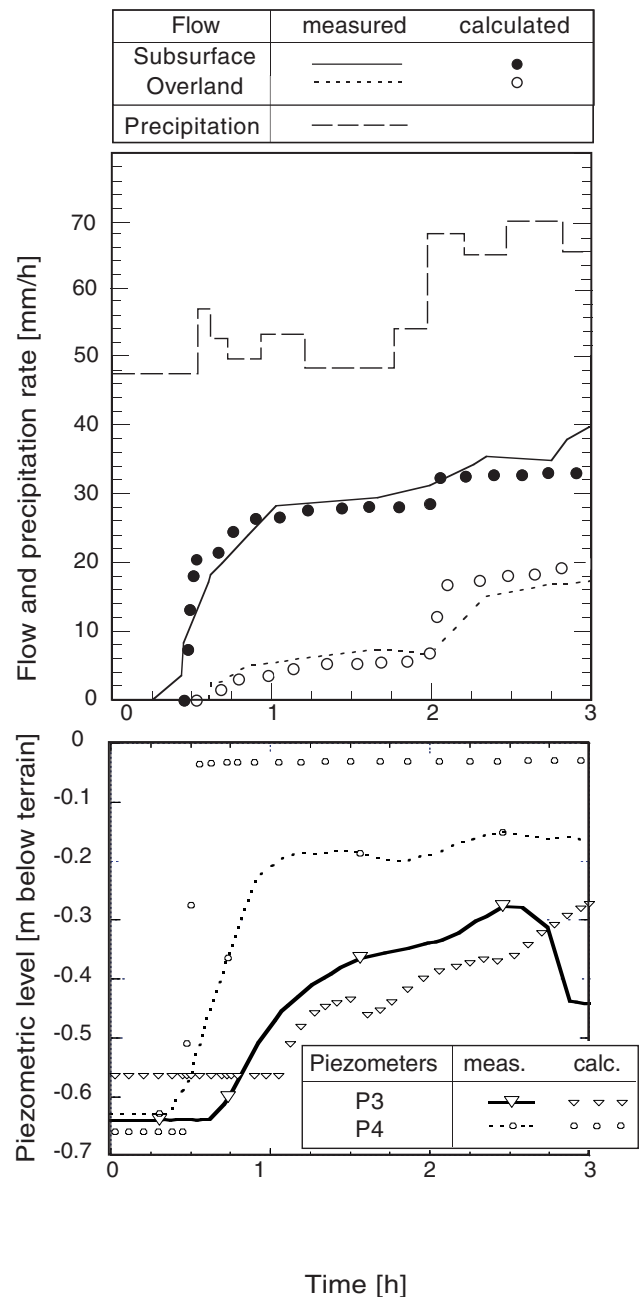 Flow measured calculated
Subsurface
Overland
Precipitation
Flow and precipitation rate [mm/h]
70
60
50
40
30
20
10
0
0 1 2 3
Piezometric level [m below terrain]
0
-0.1
-0.2
-0.3
-0.4
-0.5
-0.6
-0.7
Piezometers meas. calc.
P3
P4
0 1 2 3
Time [h]